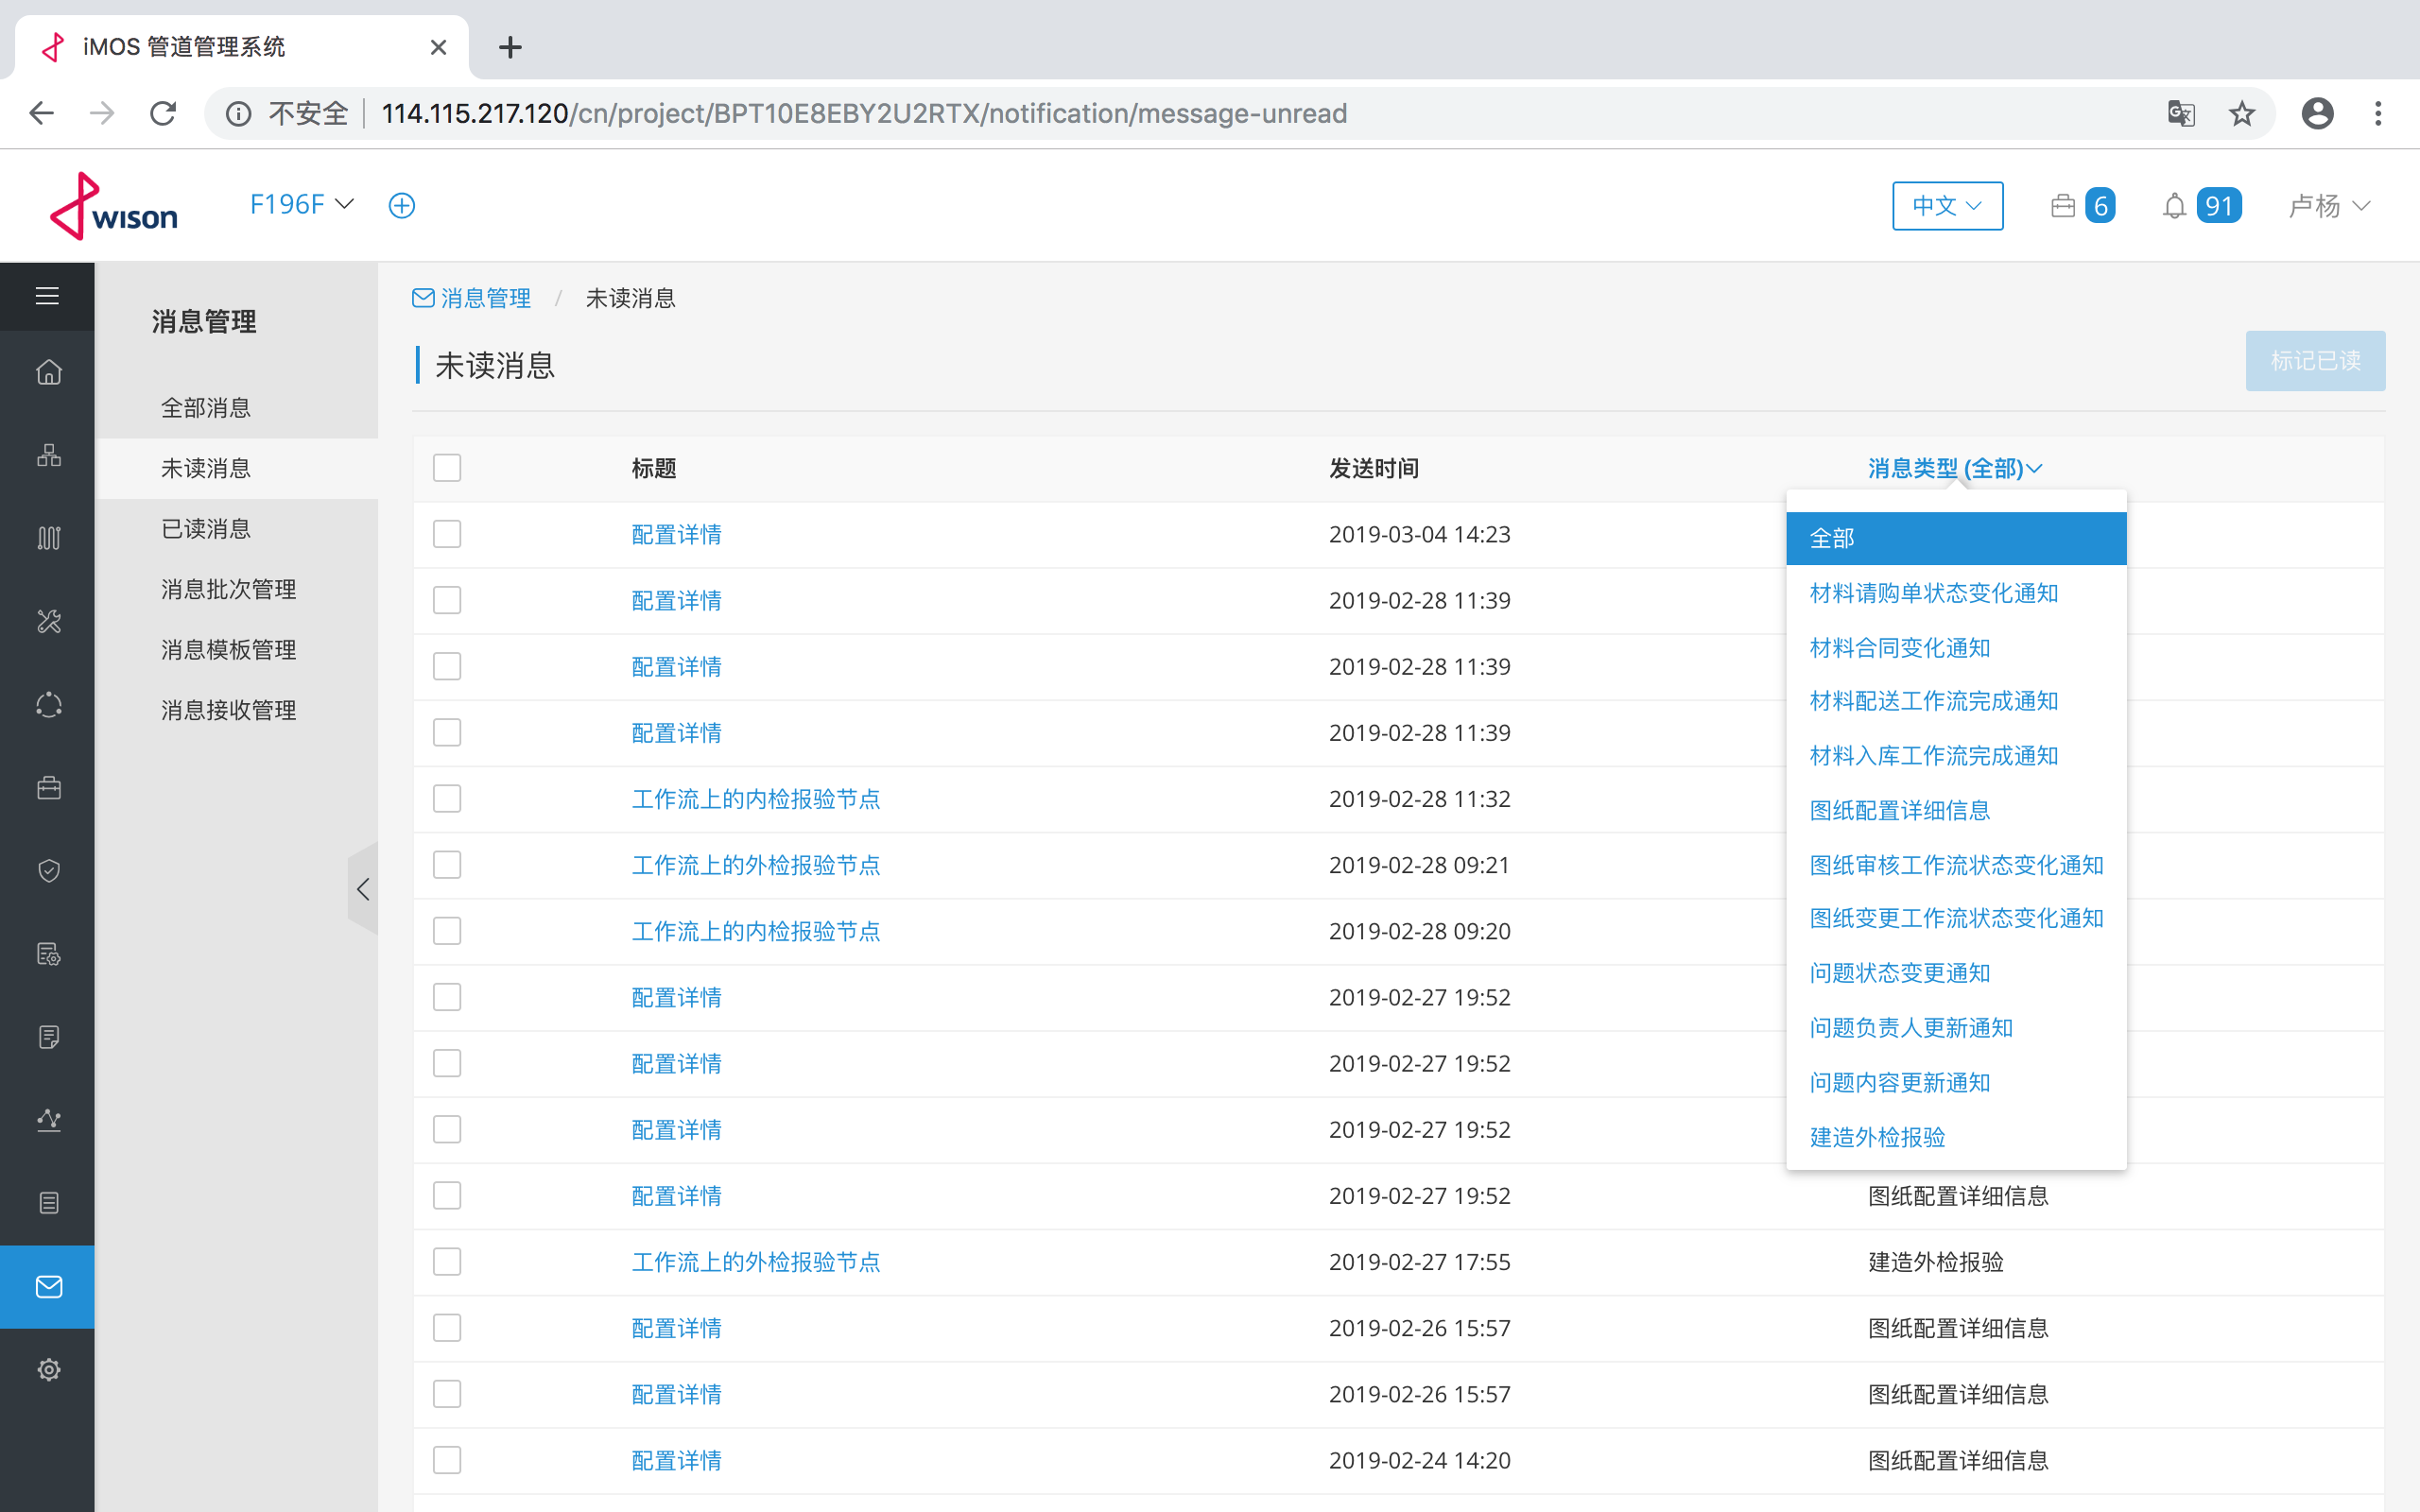 iMOS 管道管理系统
不安全 114.115.217.120/cn/project/BPT10E8EBY2U2RTX/notification/message-unread
wison
F196F
中文
6
91
卢杨
消息管理
全部消息
未读消息
已读消息
消息批次管理
消息模板管理
消息接收管理
消息管理 / 未读消息
未读消息
标记已读
标题 发送时间 消息类型 (全部)
配置详情 2019-03-04 14:23
配置详情 2019-02-28 11:39
配置详情 2019-02-28 11:39
配置详情 2019-02-28 11:39
工作流上的内检报验节点 2019-02-28 11:32
工作流上的外检报验节点 2019-02-28 09:21
工作流上的内检报验节点 2019-02-28 09:20
配置详情 2019-02-27 19:52
配置详情 2019-02-27 19:52
配置详情 2019-02-27 19:52
配置详情 2019-02-27 19:52 图纸配置详细信息
工作流上的外检报验节点 2019-02-27 17:55 建造外检报验
配置详情 2019-02-26 15:57 图纸配置详细信息
配置详情 2019-02-26 15:57 图纸配置详细信息
配置详情 2019-02-24 14:20 图纸配置详细信息
全部
材料请购单状态变化通知
材料合同变化通知
材料配送工作流完成通知
材料入库工作流完成通知
图纸配置详细信息
图纸审核工作流状态变化通知
图纸变更工作流状态变化通知
问题状态变更通知
问题负责人更新通知
问题内容更新通知
建造外检报验